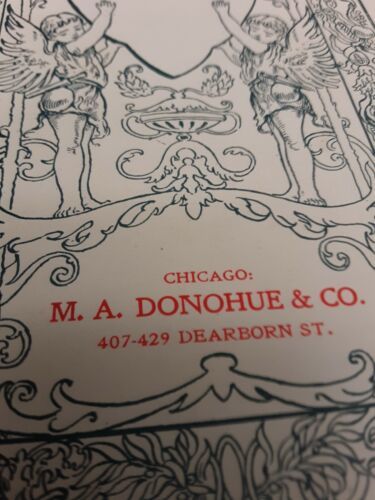 CHICAGO:
M. A. DONOHUE & CO.
407-429 DEARBORN ST.